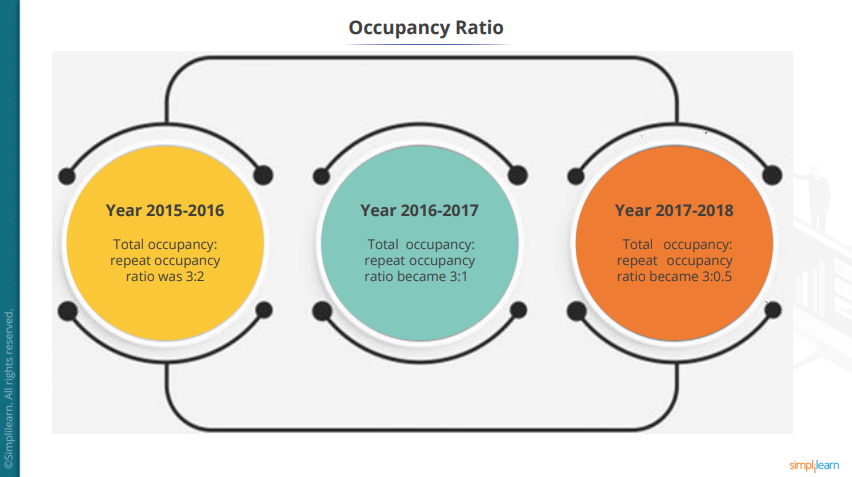 Occupancy Ratio
Year 2015-2016
Total occupancy:
repeat occupancy
ratio was 3:2
Year 2016-2017
Total occupancy:
repeat occupancy
ratio became 3:1
Year 2017-2018
Total occupancy:
repeat occupancy
ratio became 3:0.5
©Simplilearn. All rights reserved.
simplilearn